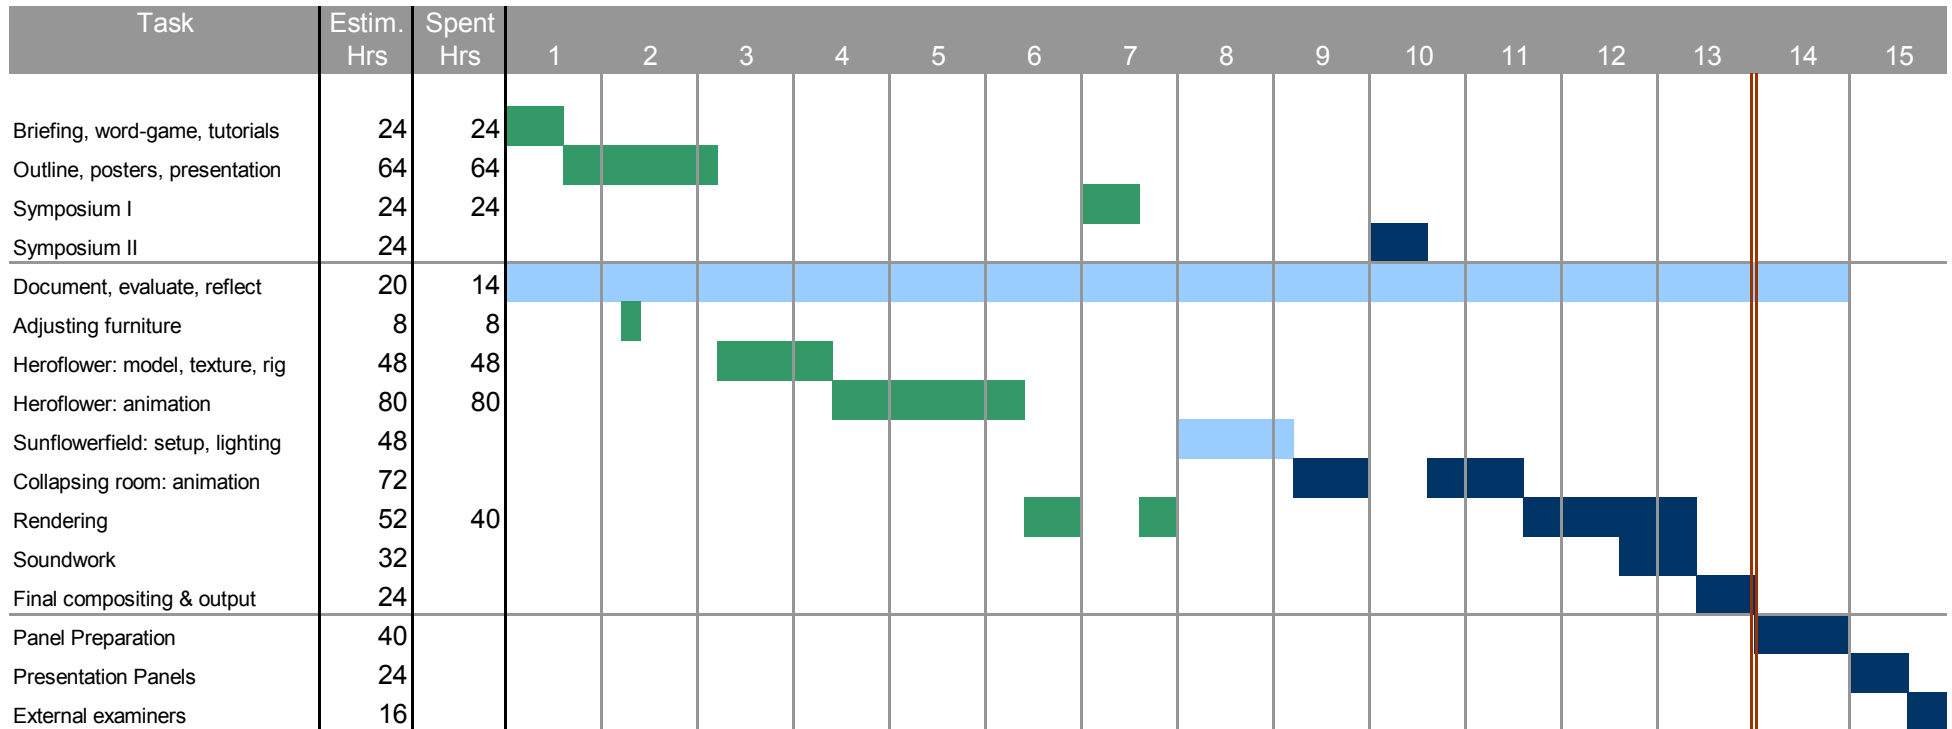 Task Estim. Spent
Hrs Hrs 1 2 3 4 5 6 7 8 9 10 11 12 13 14 15
Briefing, word-game, tutorials 24 24
Outline, posters, presentation 64 64
Symposium I 24 24
Symposium II 24
Document, evaluate, reflect 20 14
Adjusting furniture 8 8
Heroflower: model, texture, rig 48 48
Heroflower: animation 80 80
Sunflowerfield: setup, lighting 48
Collapsing room: animation 72
Rendering 52 40
Soundwork 32
Final compositing & output 24
Panel Preparation 40
Presentation Panels 24
External examiners 16